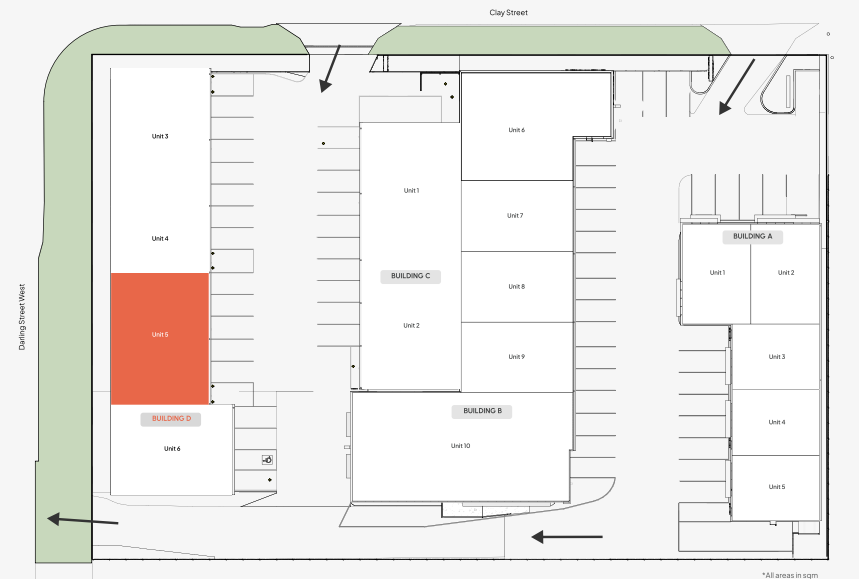 Clay Street
Darling Street West
Unit 3
Unit 4
Unit 5
BUILDING D
Unit 6
Unit 1
BUILDING C
Unit 2
Unit 6
Unit 7
Unit 8
Unit 9
BUILDING B
Unit 10
BUILDING A
Unit 1
Unit 2
Unit 3
Unit 4
Unit 5
*All areas in sqm